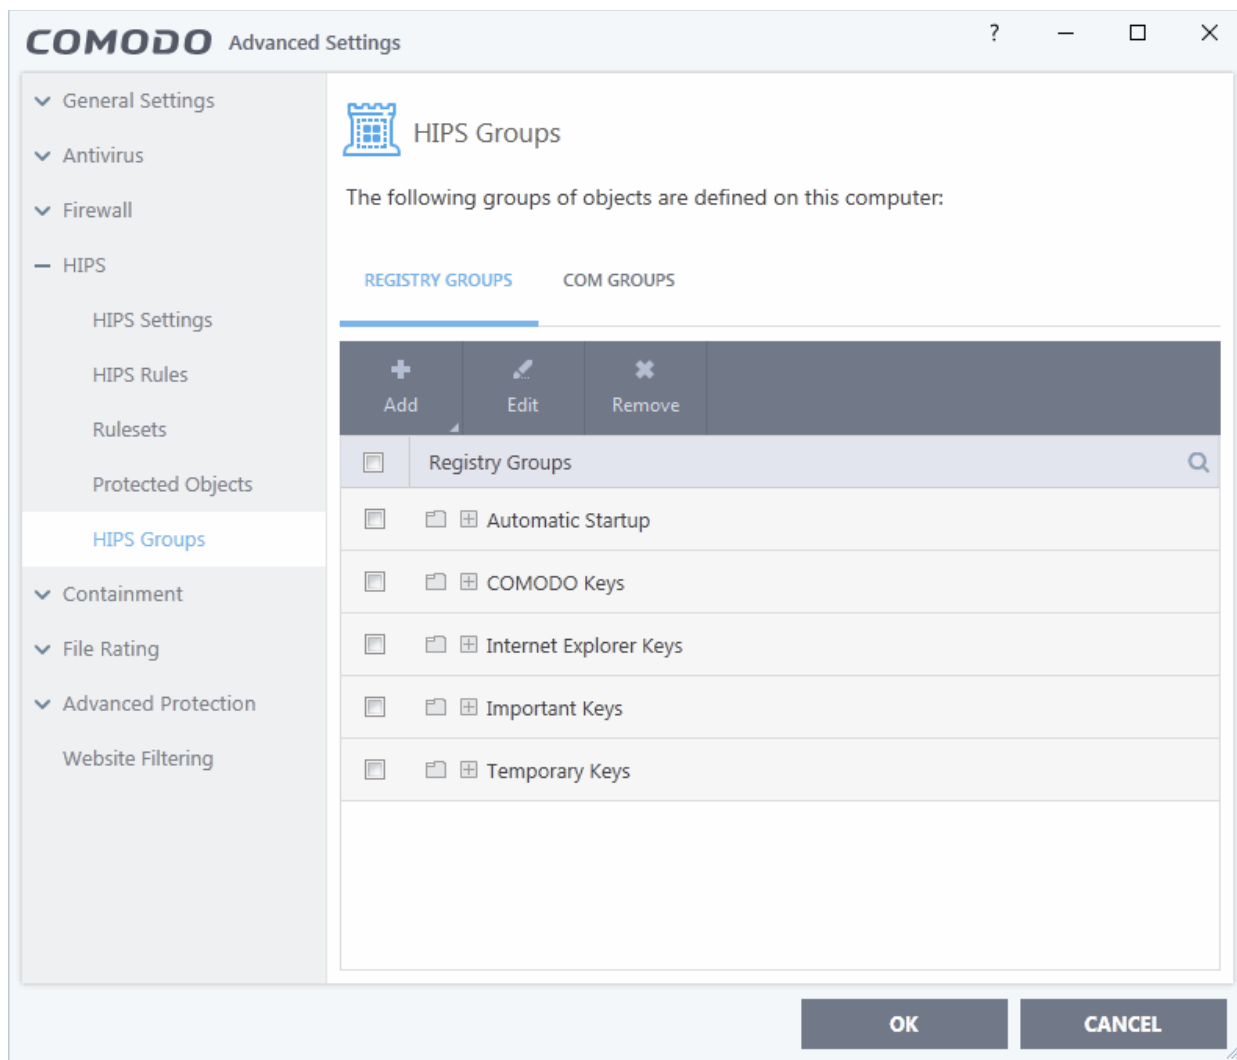 COMODO Advanced Settings ?
General Settings
Antivirus
Firewall
HIPS
HIPS Settings
HIPS Rules
Rulesets
Protected Objects
HIPS Groups
Containment
File Rating
Advanced Protection
Website Filtering
HIPS Groups
The following groups of objects are defined on this computer:
REGISTRY GROUPS COM GROUPS
Add Edit Remove
Registry Groups
Automatic Startup
COMODO Keys
Internet Explorer Keys
Important Keys
Temporary Keys
OK CANCEL